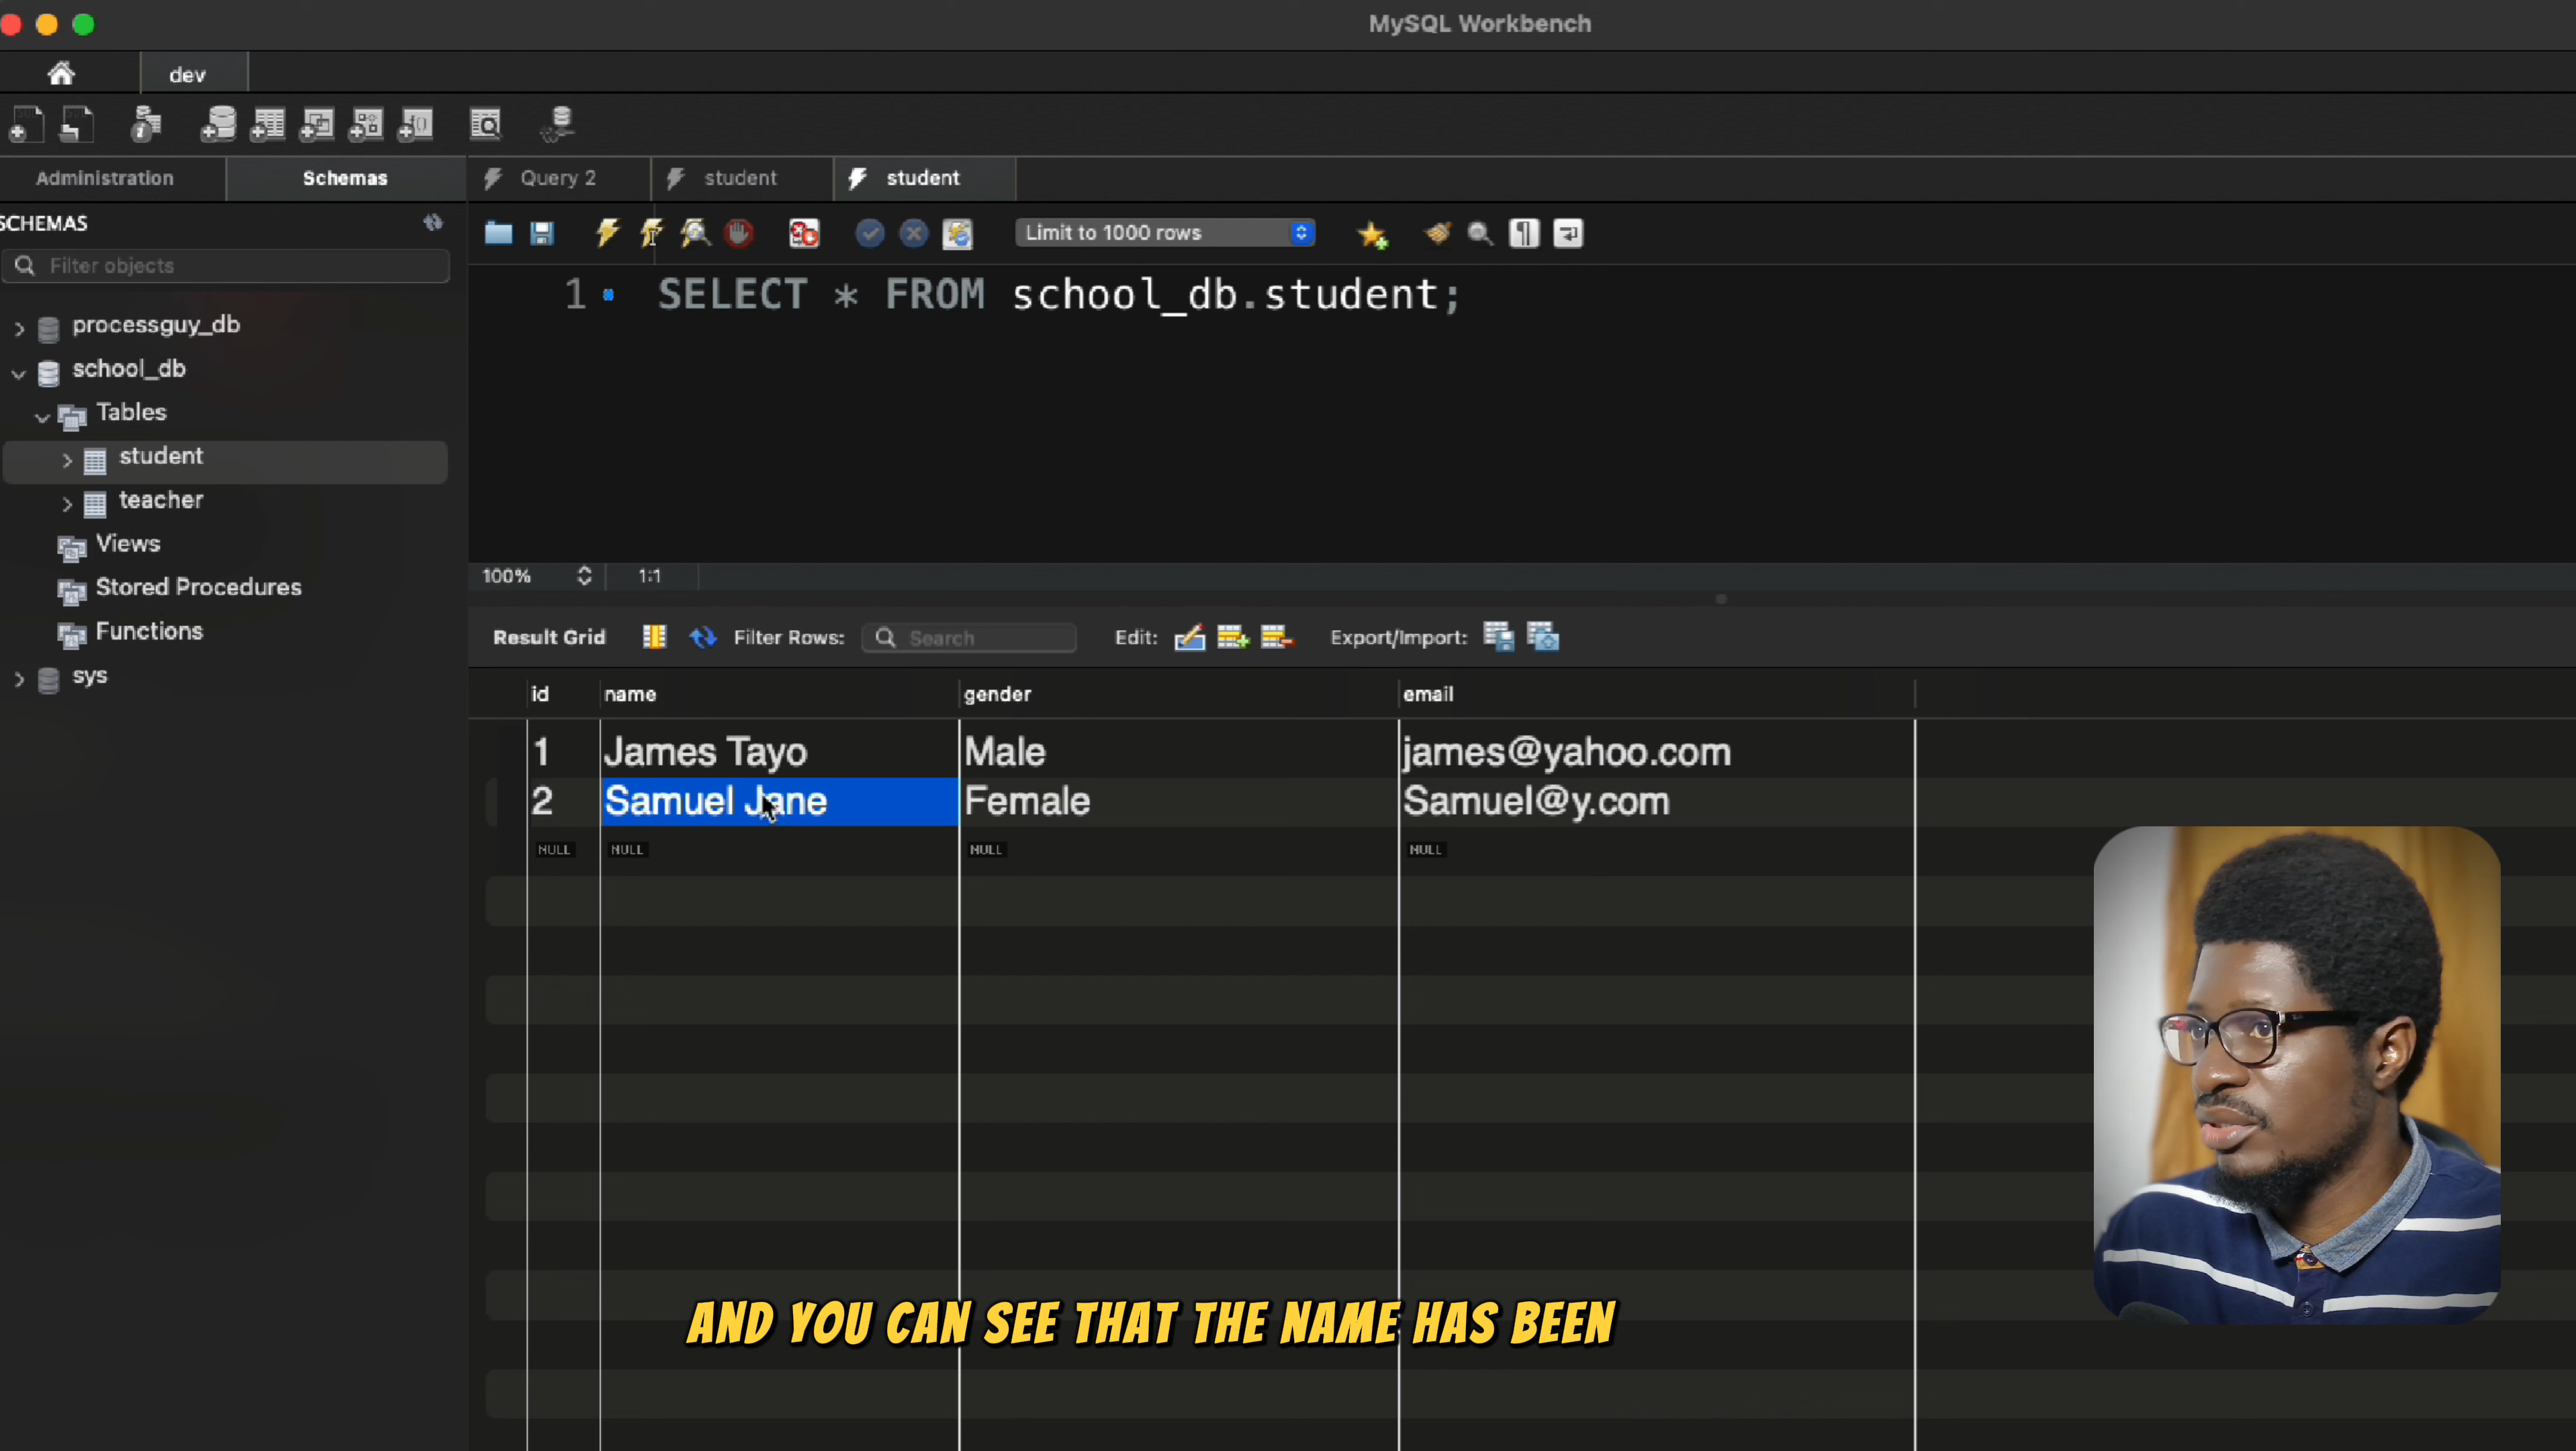 MySQL Workbench
dev
Administration
Schemas
Query 2
student
student
SCHEMAS
Filter objects
processguy_db
school_db
Tables
student
teacher
Views
Stored Procedures
Functions
sys
Limit to 1000 rows
1 SELECT * FROM school_db.student;
100% 1:1
Result Grid Filter Rows: Search Edit: Export/Import:
id name gender email
1 James Tayo Male james@yahoo.com
2 Samuel Jane Female Samuel@y.com
NULL NULL NULL NULL
AND YOU CAN SEE THAT THE NAME HAS BEEN